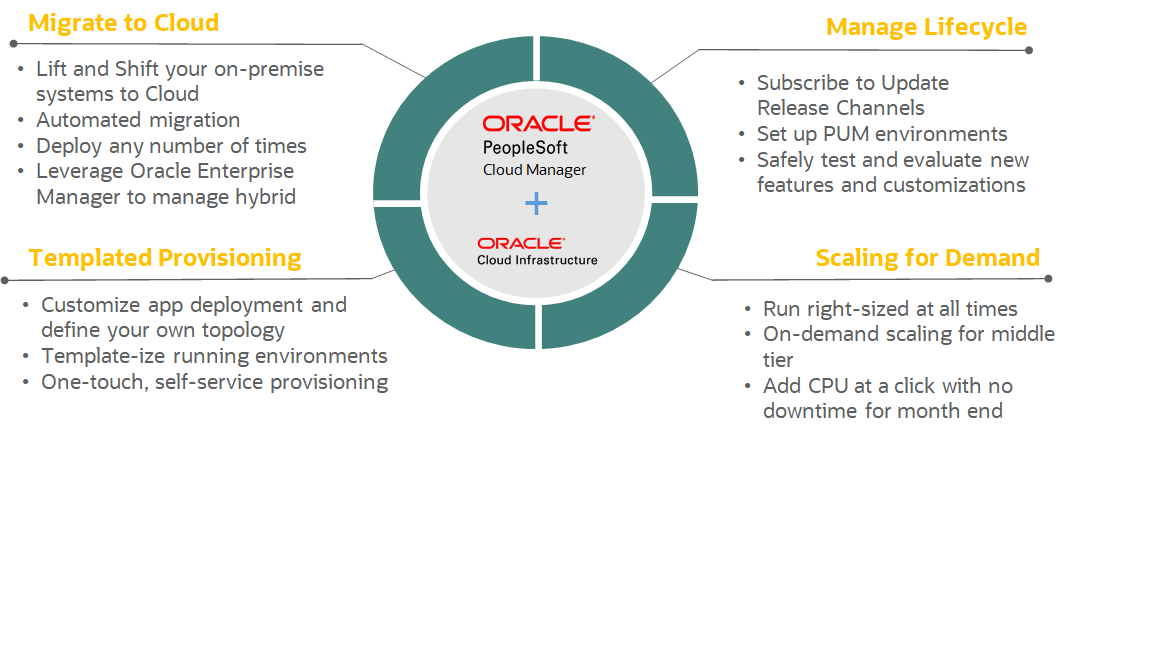 Migrate to Cloud
• Lift and Shift your on-premise
systems to Cloud
• Automated migration
• Deploy any number of times
• Leverage Oracle Enterprise
Manager to manage hybrid
Templated Provisioning
• Customize app deployment and
define your own topology
• Template-ize running environments
• One-touch, self-service provisioning
ORACLE®
PeopleSoft
Cloud Manager
+
ORACLE®
Cloud Infrastructure
Manage Lifecycle
• Subscribe to Update
Release Channels
• Set up PUM environments
• Safely test and evaluate new
features and customizations
Scaling for Demand
• Run right-sized at all times
• On-demand scaling for middle
tier
• Add CPU at a click with no
downtime for month end